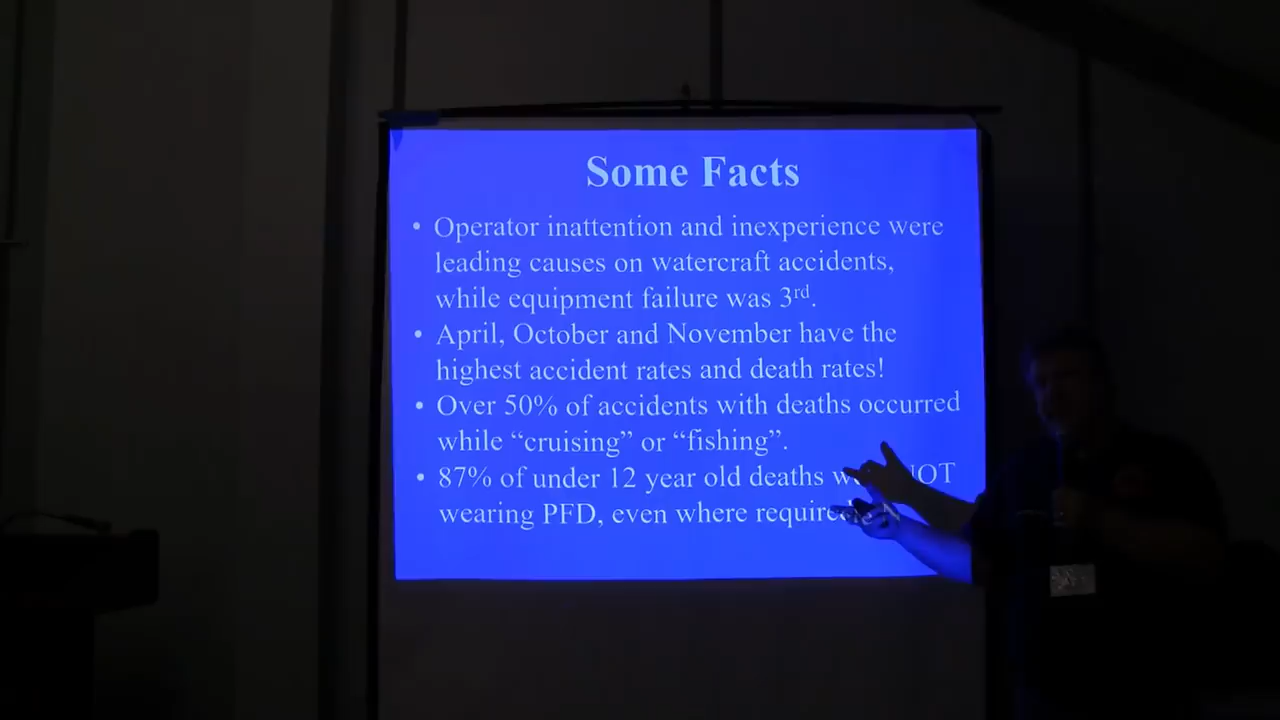 Some Facts
• Operator inattention and inexperience were
leading causes on watercraft accidents,
while equipment failure was 3rd.
• April, October and November have the
highest accident rates and death rates!
• Over 50% of accidents with deaths occurred
while “cruising” or “fishing”.
• 87% of under 12 year old deaths NOT
wearing PFD, even where required